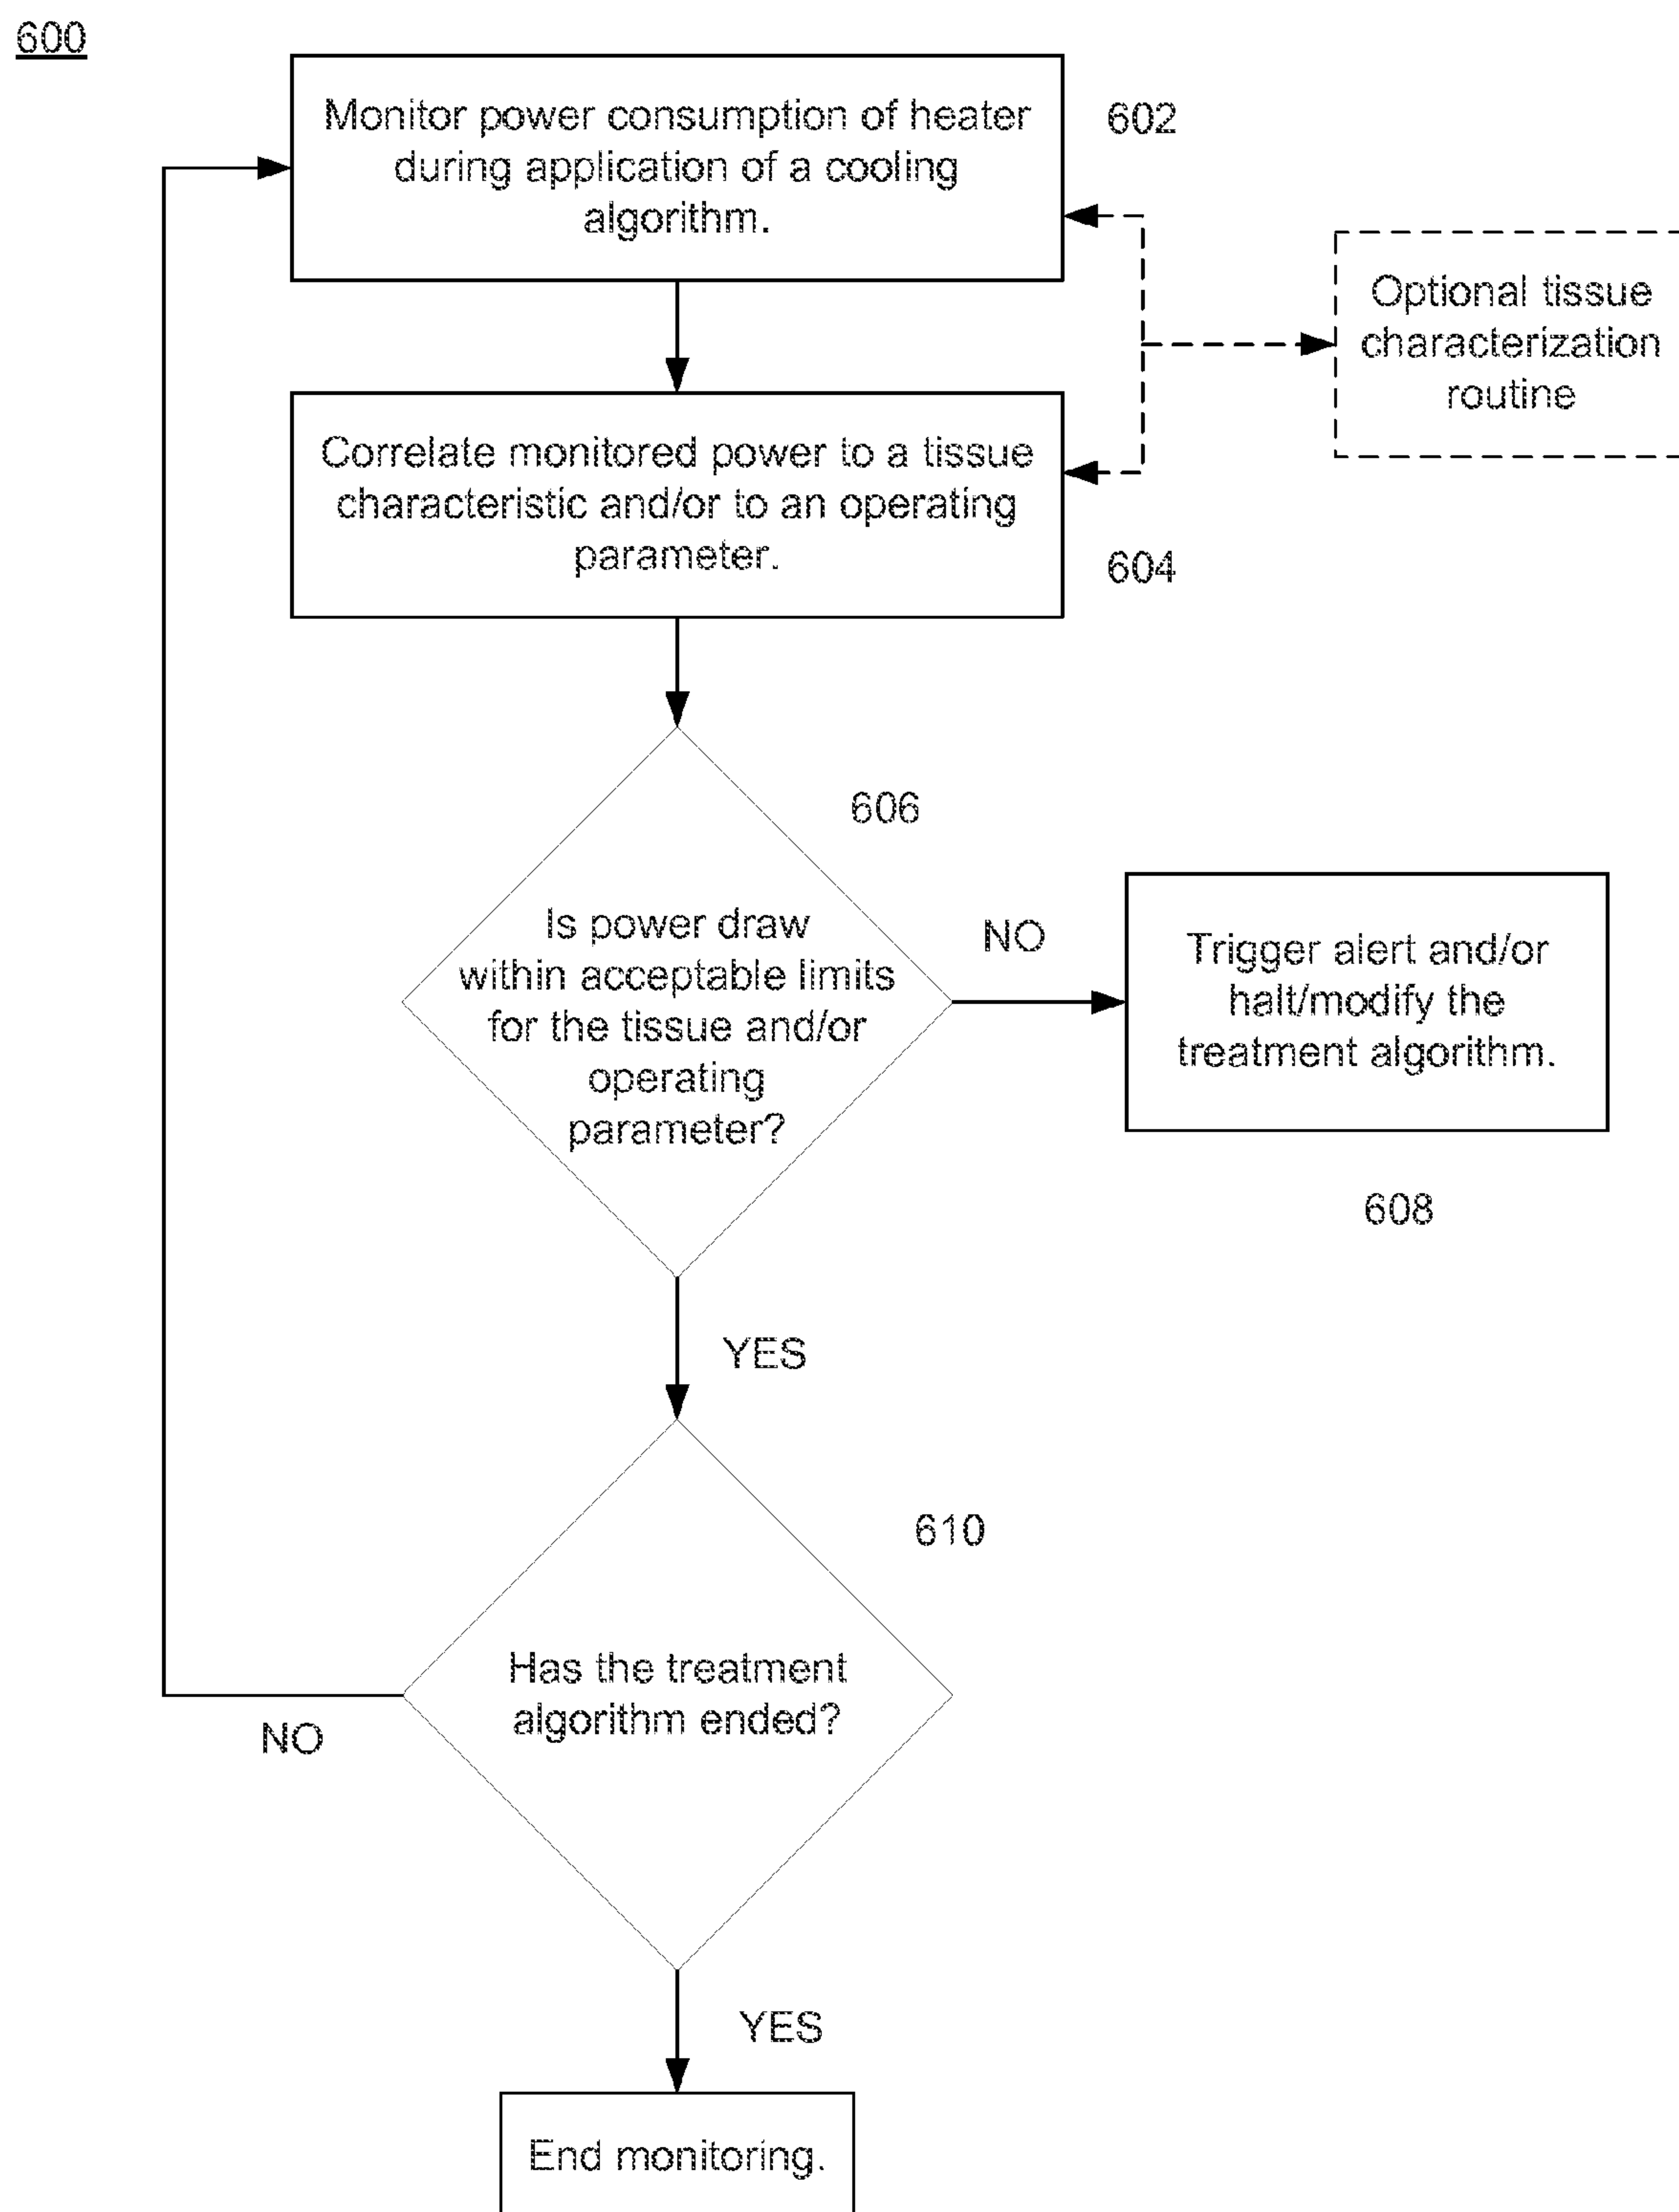 600
Monitor power consumption of heater
during application of a cooling
algorithm.
602
Optional tissue
characterization
routine
Correlate monitored power to a tissue
characteristic and/or to an operating
parameter.
604
606
Is power draw
within acceptable limits
for the tissue and/or
operating
parameter?
NO
Trigger alert and/or
halt/modify the
treatment algorithm.
608
YES
610
Has the treatment
algorithm ended?
NO
YES
End monitoring.